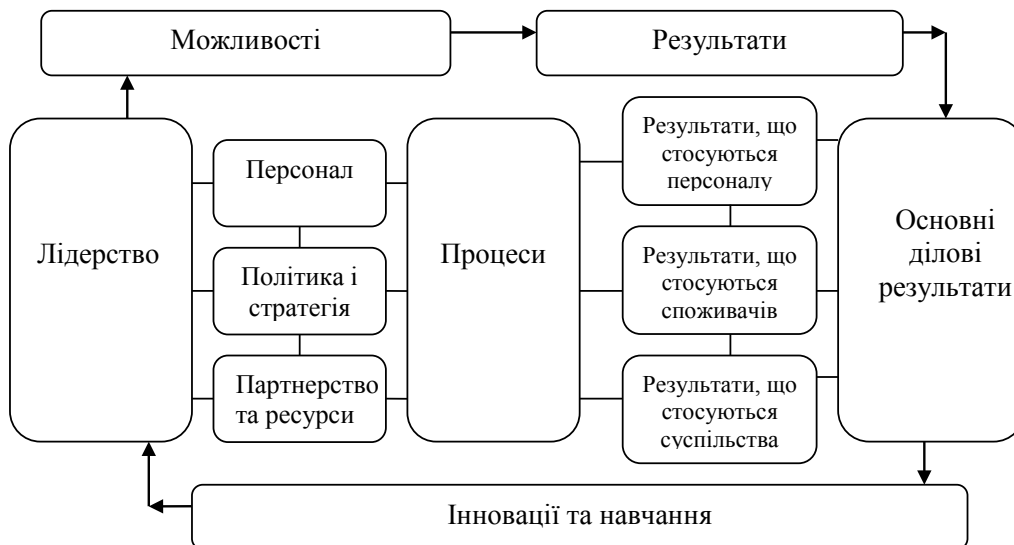 Можливості
Результати
Лідерство
Персонал
Політика і
стратегія
Партнерство
та ресурси
Процеси
Результати, що
стосуються
персоналу
Результати, що
стосуються
споживачів
Результати, що
стосуються
суспільства
Основні
ділові
результати
Інновації та навчання